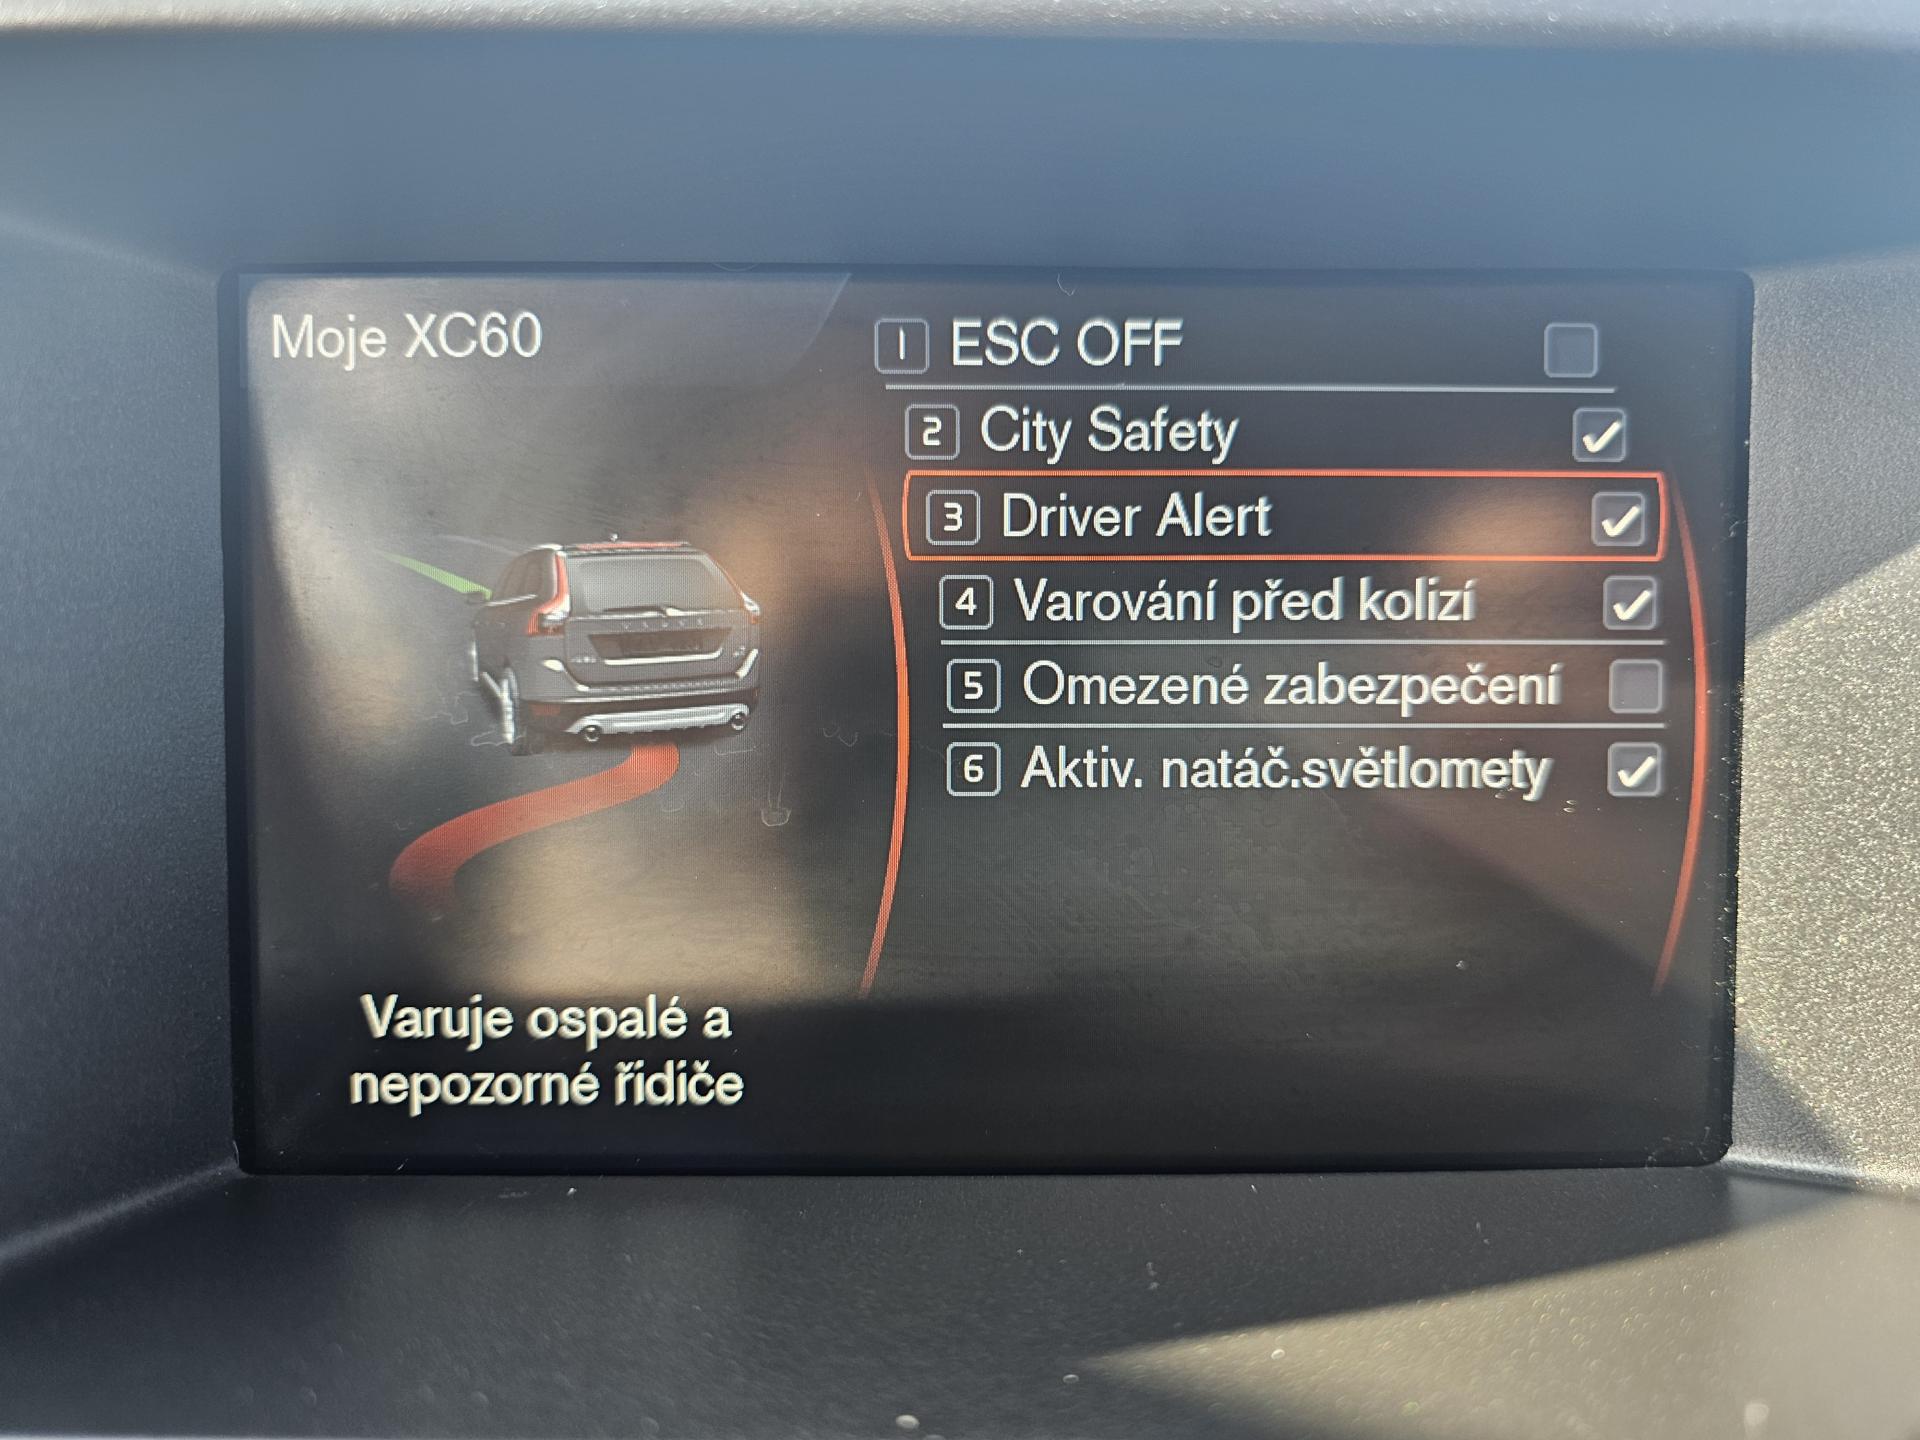 Moje XC60
1 ESC OFF
2 City Safety
3 Driver Alert
4 Varování před kolizí
5 Omezené zabezpečení
6 Aktiv. natáč.světlomety
Varuje ospalé a
nepozorné řidiče